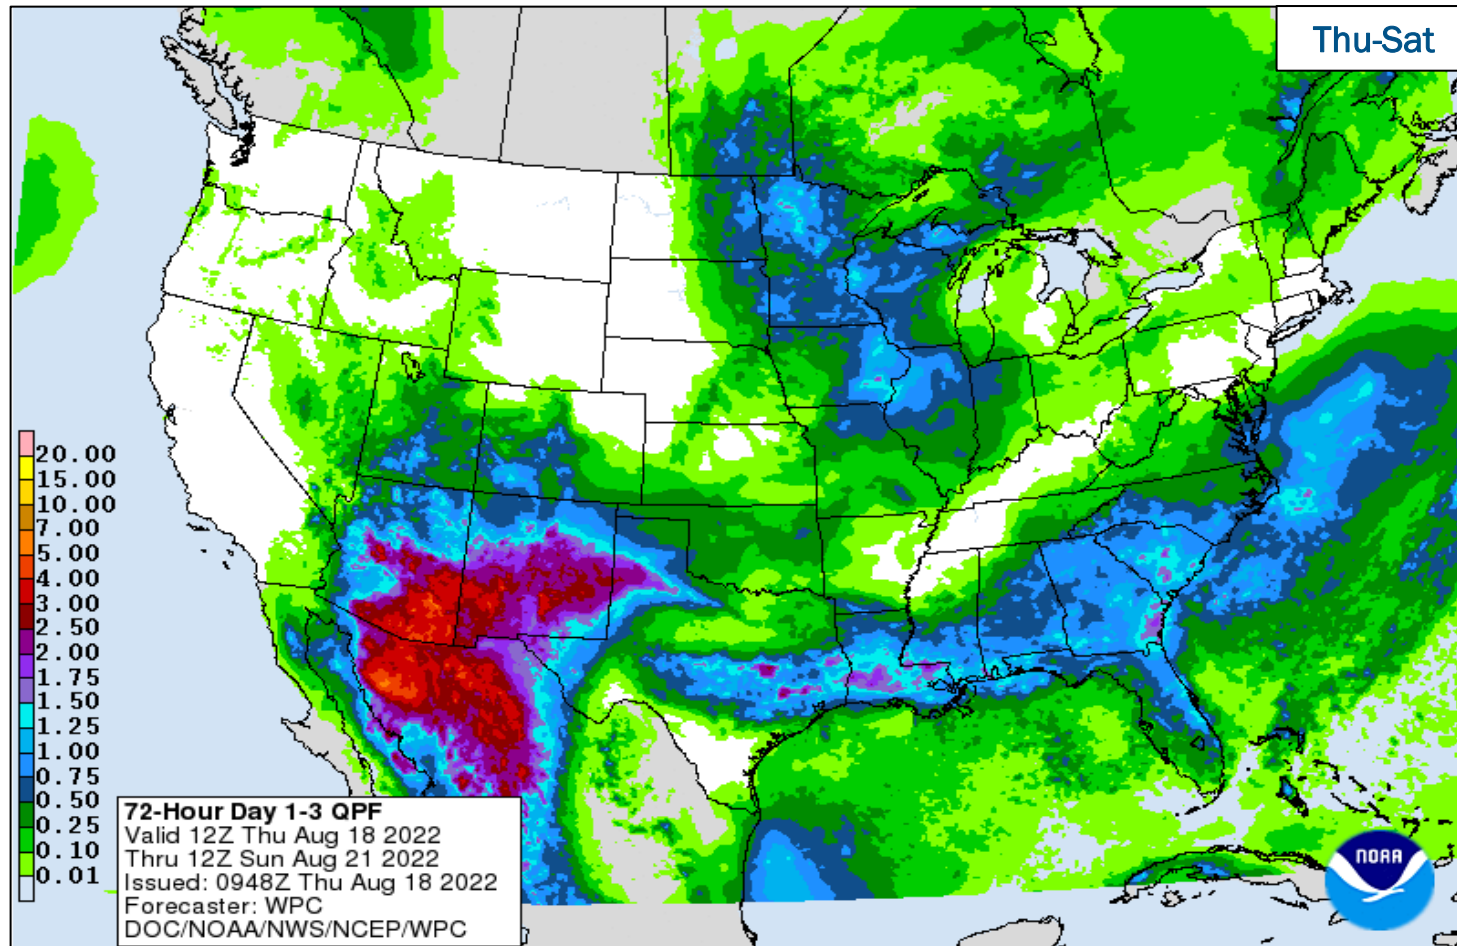 Thu-Sat
20.00
15.00
10.00
7.00
5.00
4.00
3.00
2.50
2.00
1.75
1.50
1.25
1.00
0.75
0.50
0.25
0.10
0.01
72-Hour Day 1-3 QPF
Valid 12Z Thu Aug 18 2022
Thru 12Z Sun Aug 21 2022
Issued: 0948Z Thu Aug 18 2022
Forecaster: WPC
DOC/NOAA/NWS/NCEP/WPC
NOAA